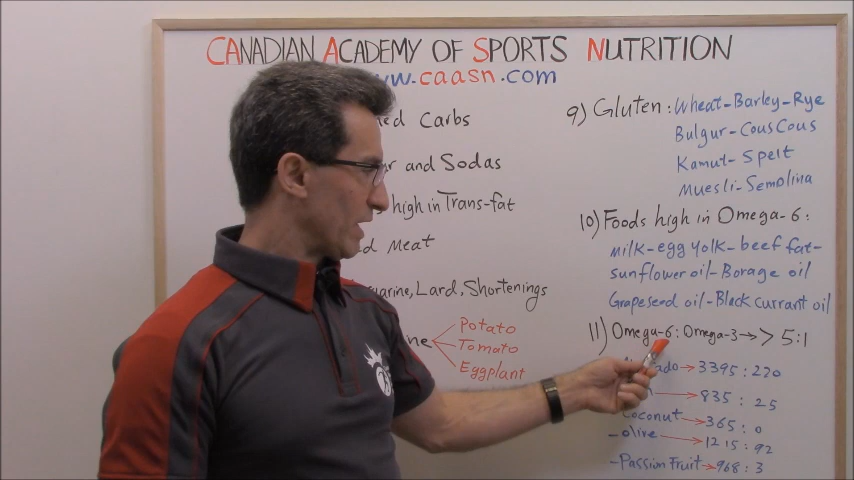 CANADIAN ACADEMY OF SPORTS NUTRITION
ww.caasn.com
ed carbs
r and Sodas
high in Trans-fat
d meat
uarine, Lard, Shortenings
ne
Potato
Tomato
Eggplant
9) Gluten: Wheat-Barley-Rye
Bulgur-CousCous
Kamut-Spelt
Muesli-Semolina
10) Foods high in Omega-6:
milk-egg yolk-beef fat-
sunflower oil-Borage oil
Grapeseed oil-Black currant oil
11) Omega-6: Omega-3→> 5:1
ado→3395:220
→835:25
Coconut→365:0
-olive→1215:92
-Passion Fruit→968:3